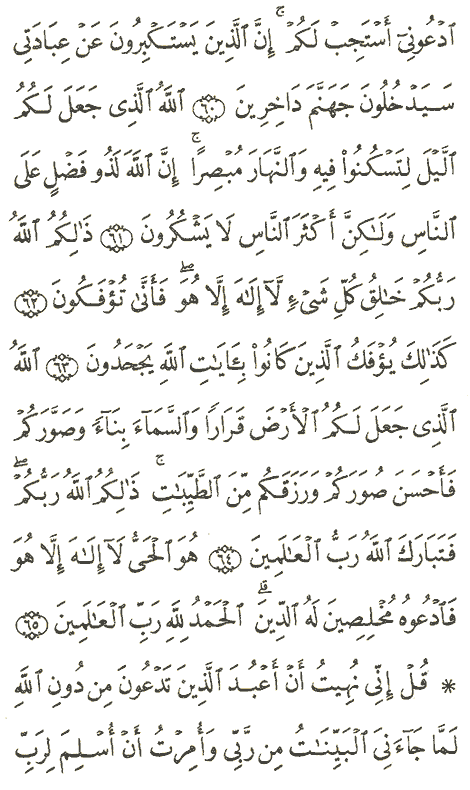 ٱدۡعُونِيٓ أَسۡتَجِبۡ لَكُمۡۚ إِنَّ ٱلَّذِينَ يَسۡتَكۡبِرُونَ عَنۡ عِبَادَتِي
سَيَدۡخُلُونَ جَهَنَّمَ دَاخِرِينَ ۝٦٠ ٱللَّهُ ٱلَّذِي جَعَلَ لَكُمُ
ٱلَّيۡلَ لِتَسۡكُنُواْ فِيهِ وَٱلنَّهَارَ مُبۡصِرًاۚ إِنَّ ٱللَّهَ لَذُو فَضۡلٍ عَلَى
ٱلنَّاسِ وَلَٰكِنَّ أَكۡثَرَ ٱلنَّاسِ لَا يَشۡكُرُونَ ۝٦١ ذَٰلِكُمُ ٱللَّهُ
رَبُّكُمۡ خَٰلِقُ كُلِّ شَيۡءٖ لَّآ إِلَٰهَ إِلَّا هُوَۖ فَأَنَّىٰ تُؤۡفَكُونَ ۝٦٢
كَذَٰلِكَ يُؤۡفَكُ ٱلَّذِينَ كَانُواْ بِـَٔايَٰتِ ٱللَّهِ يَجۡحَدُونَ ۝٦٣ ٱللَّهُ
ٱلَّذِي جَعَلَ لَكُمُ ٱلۡأَرۡضَ قَرَارٗا وَٱلسَّمَآءَ بِنَآءٗ وَصَوَّرَكُمۡ
فَأَحۡسَنَ صُوَرَكُمۡ وَرَزَقَكُم مِّنَ ٱلطَّيِّبَٰتِۚ ذَٰلِكُمُ ٱللَّهُ رَبُّكُمۡۖ
فَتَبَارَكَ ٱللَّهُ رَبُّ ٱلۡعَٰلَمِينَ ۝٦٤ هُوَ ٱلۡحَيُّ لَآ إِلَٰهَ إِلَّا هُوَ
فَٱدۡعُوهُ مُخۡلِصِينَ لَهُ ٱلدِّينَۗ ٱلۡحَمۡدُ لِلَّهِ رَبِّ ٱلۡعَٰلَمِينَ ۝٦٥
* قُلۡ إِنِّي نُهِيتُ أَنۡ أَعۡبُدَ ٱلَّذِينَ تَدۡعُونَ مِن دُونِ ٱللَّهِ
لَمَّا جَآءَنِيَ ٱلۡبَيِّنَٰتُ مِن رَّبِّي وَأُمِرۡتُ أَنۡ أُسۡلِمَ لِرَبِّ